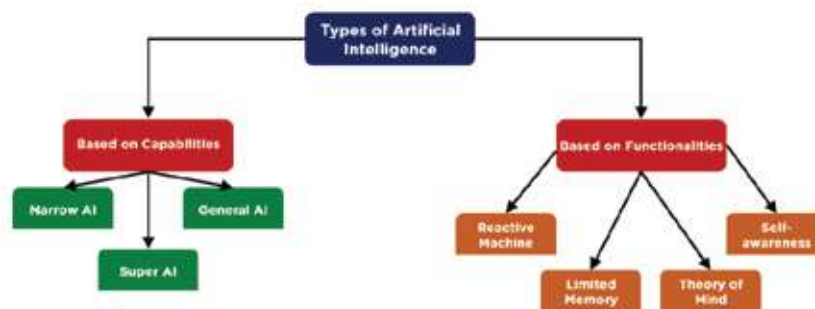 Types of Artificial
Intelligence
Based on Capabilities
Based on Functionalities
Narrow AI
General AI
Super AI
Reactive
Machine
Self-
awareness
Limited
Memory
Theory of
Mind